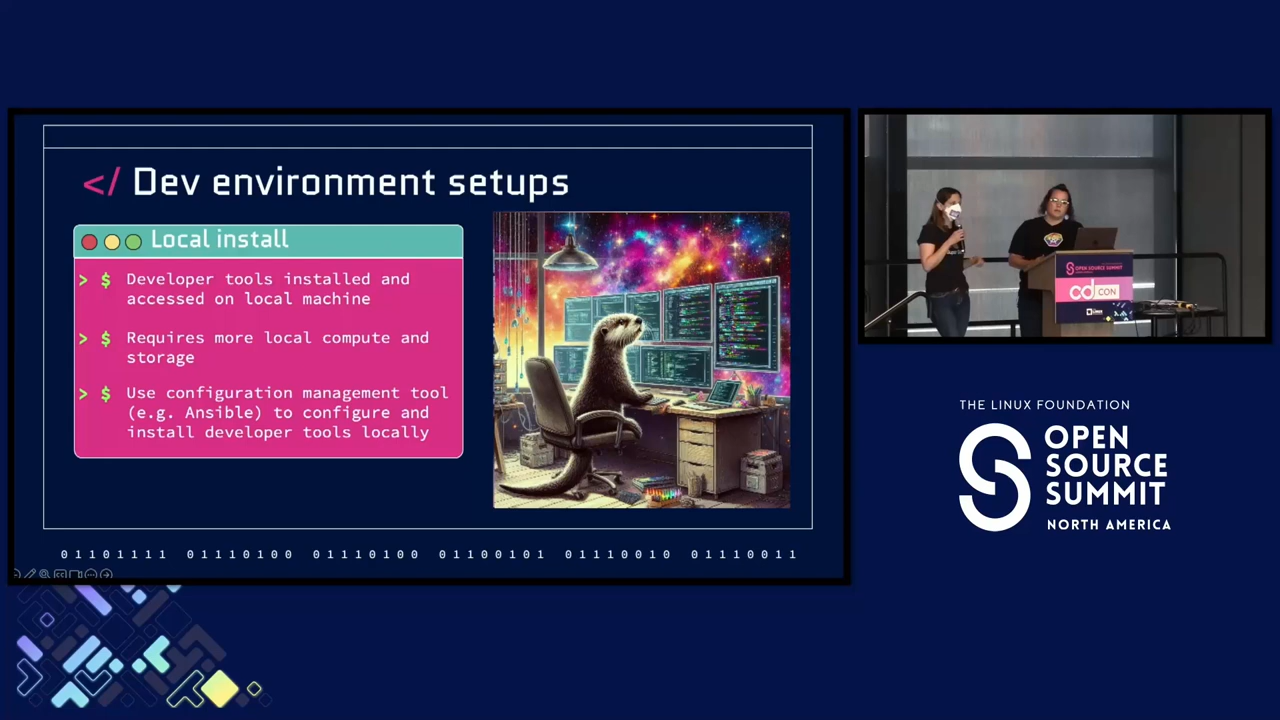 </ Dev environment setups
Local install
> $ Developer tools installed and
accessed on local machine
> $ Requires more local compute and
storage
> $ Use configuration management tool
(e.g. Ansible) to configure and
install developer tools locally
01101111 01110100 01110100 01100101 01110010 01110011
OPEN SOURCE SUMMIT
cd CON
THE LINUX FOUNDATION
OPEN
SOURCE
SUMMIT
NORTH AMERICA